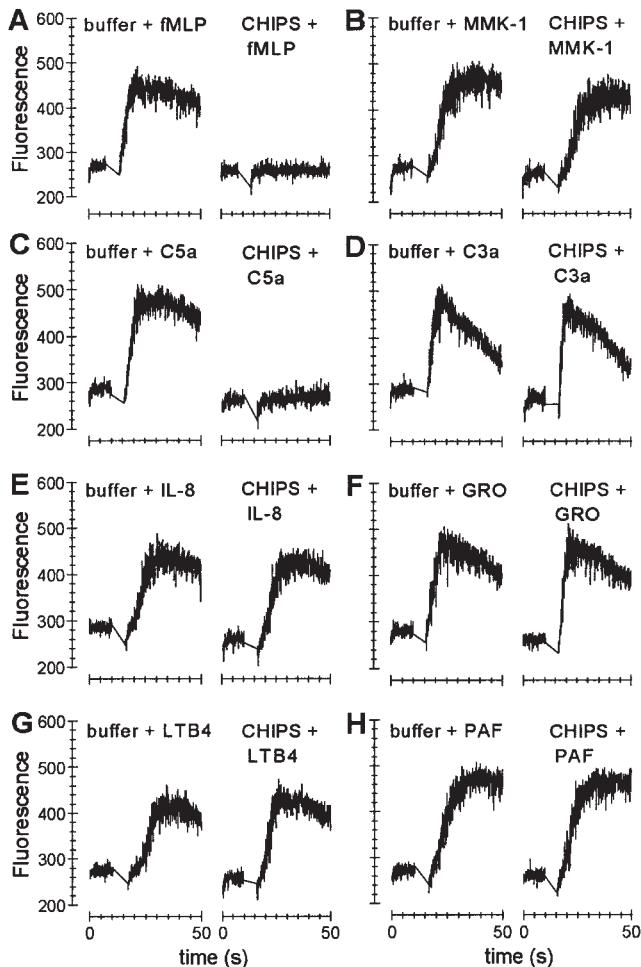 A buffer + fMLP CHIPS + fMLP
B buffer + MMK-1 CHIPS + MMK-1
Fluorescence
600
500
400
300
200
C buffer + C5a CHIPS + C5a
D buffer + C3a CHIPS + C3a
Fluorescence
600
500
400
300
200
E buffer + IL-8 CHIPS + IL-8
F buffer + GRO CHIPS + GRO
Fluorescence
600
500
400
300
200
G buffer + LTB4 CHIPS + LTB4
H buffer + PAF CHIPS + PAF
Fluorescence
600
500
400
300
200
0 50 0 50 0 50 0 50
time (s) time (s)